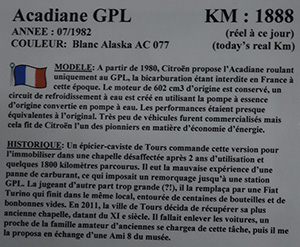 Acadiane GPL KM : 1888
ANNEE : 07/1982 (réel à ce jour)
COULEUR: Blanc Alaska AC 077 (today's real Km)
MODELE: A partir de 1980, Citroën propose l'Acadiane roulant
uniquement au GPL, la bicarburation étant interdite en France à
cette époque. Le moteur de 602 cm3 d'origine est conservé, un
circuit de refroidissement à eau est créé en utilisant la pompe à essence
d'origine convertie en pompe à eau. Les performances étaient presque
équivalentes à l'original. Très peu de véhicules furent commercialisés mais
cela fit de Citroën l'un des pionniers en matière d'économie d'énergie.
HISTORIQUE: Un épicier-caviste de Tours commande cette version pour
l'immobiliser dans une chapelle désaffectée après 2 ans d'utilisation et
quelques 1800 kilomètres parcourus. Il eut la mauvaise expérience d'une
panne de carburant, ce qui imposait un remorquage jusqu'à une station
GPL. La jugeant d'autre part trop grande (?!), il la remplaça par une Fiat
Turino qui finit dans le même local, entourée de centaines de bouteilles et de
bonbonnes vides. En 2011, la ville de Tours décida de récupérer sa plus
ancienne chapelle, datant du XI e siècle. Il fallait enlever les voitures, un
proche de la famille amateur d'anciennes se chargea de cette tâche, puis il me
la proposa en échange d'une Ami 8 du musée.